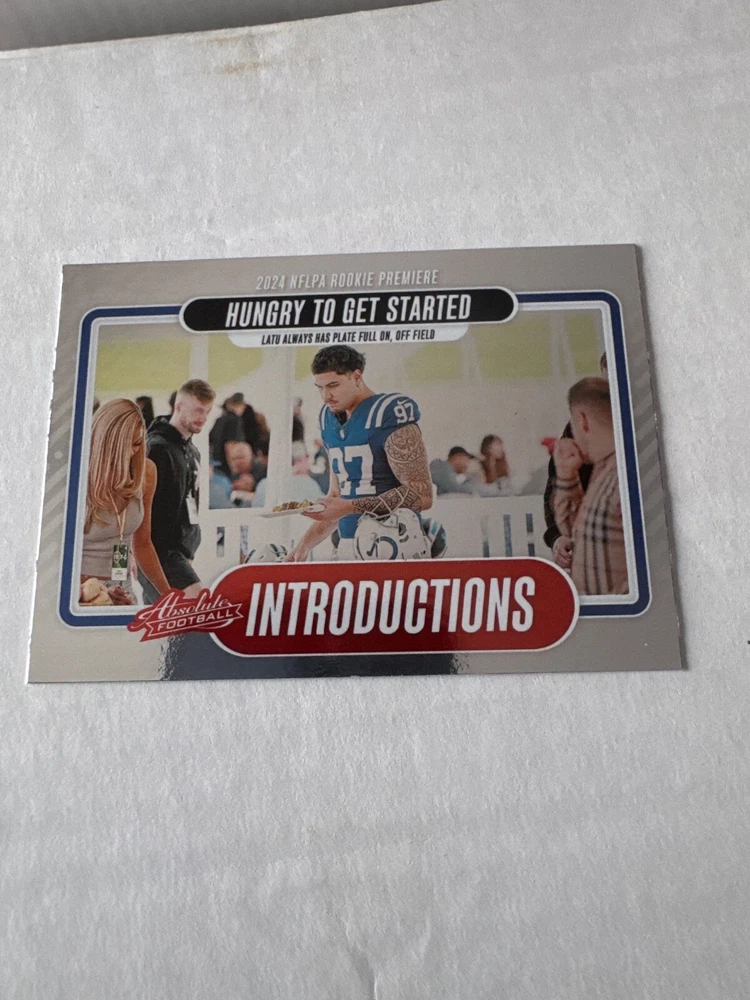 2024 NFLPA ROOKIE PREMIERE
HUNGRY TO GET STARTED
LATU ALWAYS HAS PLATE FULL ON, OFF FIELD
97
97
Absolute
FOOTBALL
INTRODUCTIONS